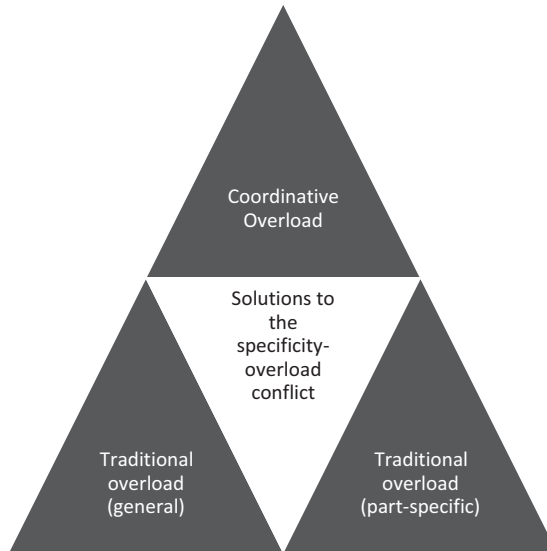 Coordinative
Overload
Solutions to
the
specificity-
overload
conflict
Traditional
overload
(general)
Traditional
overload
(part-specific)